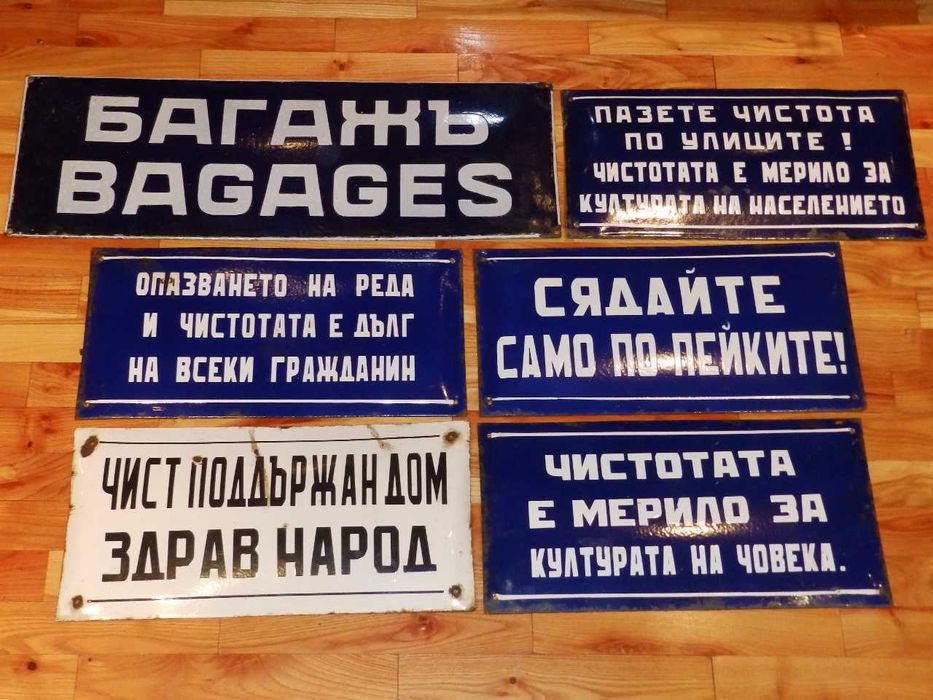 БАГАЖЪ
BAGAGES
ПАЗЕТЕ ЧИСТОТА
ПО УЛИЦИТЕ !
ЧИСТОТАТА Е МЕРИЛО ЗА
КУЛТУРАТА НА НАСЕЛЕНИЕТО
ОПАЗВАНЕТО НА РЕДА
И ЧИСТОТАТА Е ДЪЛГ
НА ВСЕКИ ГРАЖДАНИН
СЯДАЙТЕ
САМО ПО ПЕЙКИТЕ!
ЧИСТ ПОДДЪРЖАН ДОМ
ЗДРАВ НАРОД
ЧИСТОТАТА
Е МЕРИЛО ЗА
КУЛТУРАТА НА ЧОВЕКА.